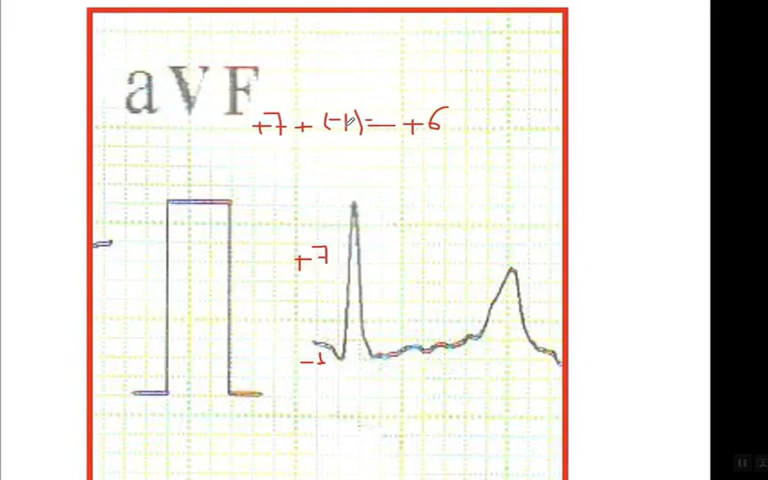 aVF
+7 + (-1) = +6
+7
-1